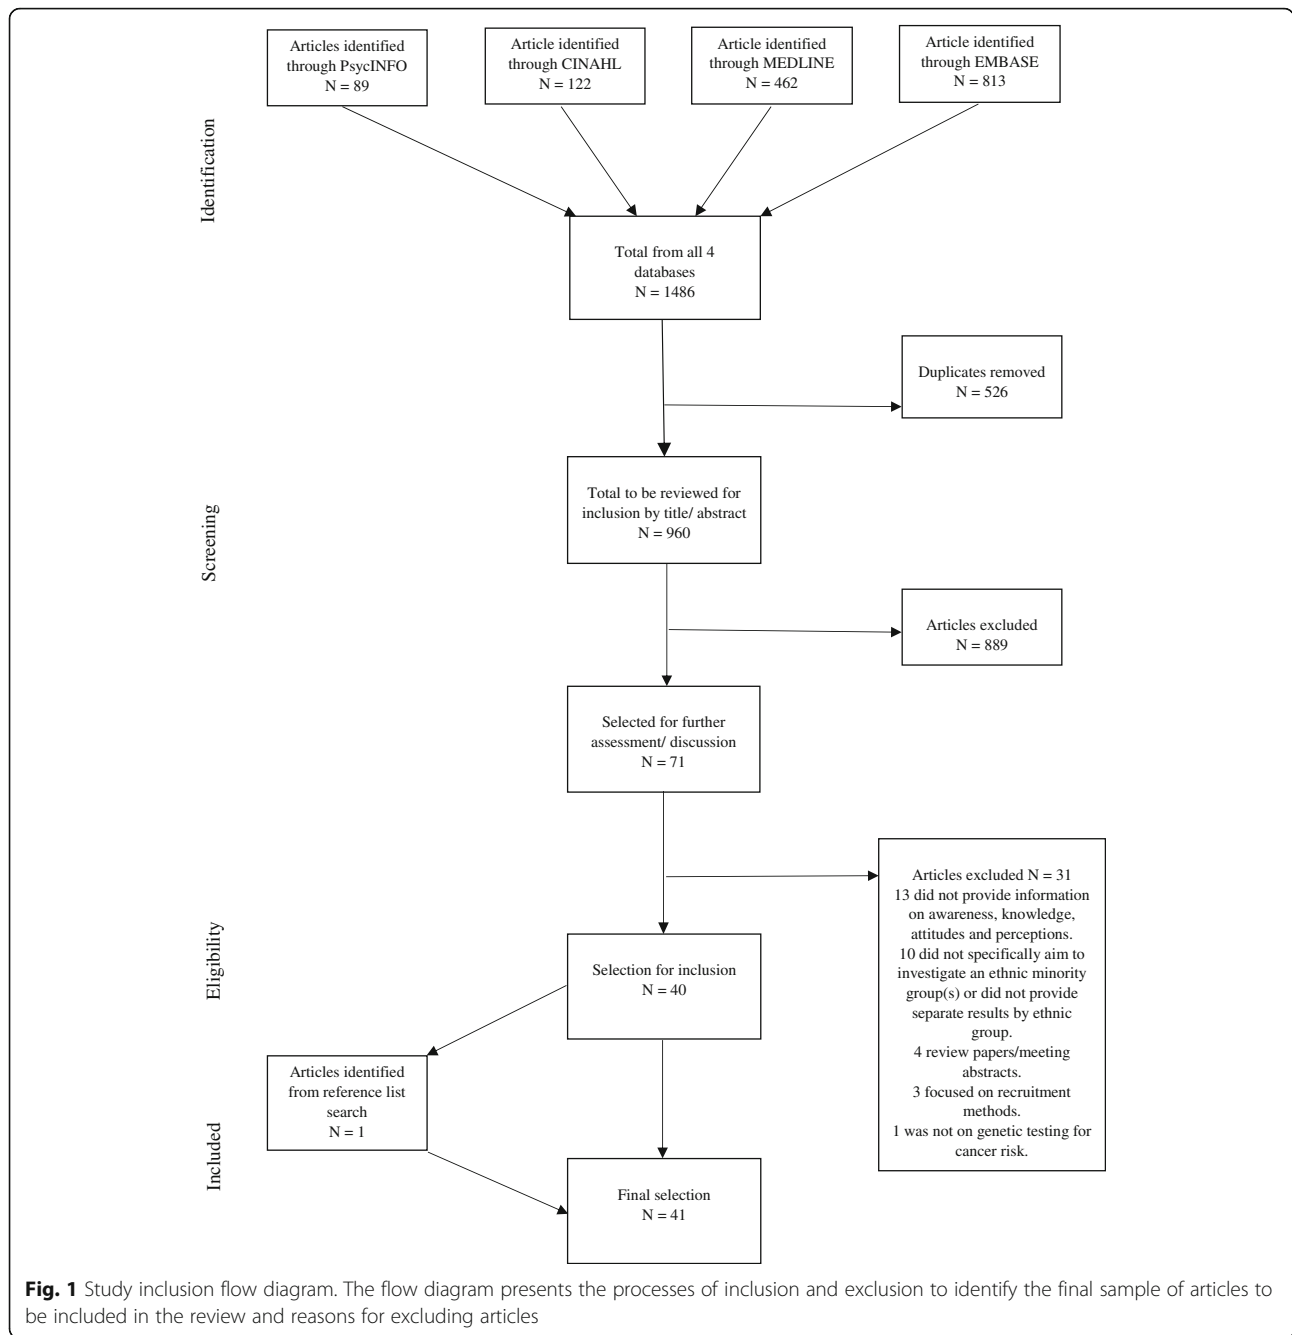 Articles identified
through PsycINFO
N = 89
Article identified
through CINAHL
N = 122
Article identified
through MEDLINE
N = 462
Article identified
through EMBASE
N = 813
Identification
Total from all 4
databases
N = 1486
Duplicates removed
N = 526
Screening
Total to be reviewed for
inclusion by title/ abstract
N = 960
Articles excluded
N = 889
Selected for further
assessment/ discussion
N = 71
Eligibility
Articles excluded N = 31
13 did not provide information
on awareness, knowledge,
attitudes and perceptions.
10 did not specifically aim to
investigate an ethnic minority
group(s) or did not provide
separate results by ethnic
group.
4 review papers/meeting
abstracts.
3 focused on recruitment
methods.
1 was not on genetic testing for
cancer risk.
Selection for inclusion
N = 40
Articles identified
from reference list
search
N = 1
Included
Final selection
N = 41
Fig. 1 Study inclusion flow diagram. The flow diagram presents the processes of inclusion and exclusion to identify the final sample of articles to
be included in the review and reasons for excluding articles